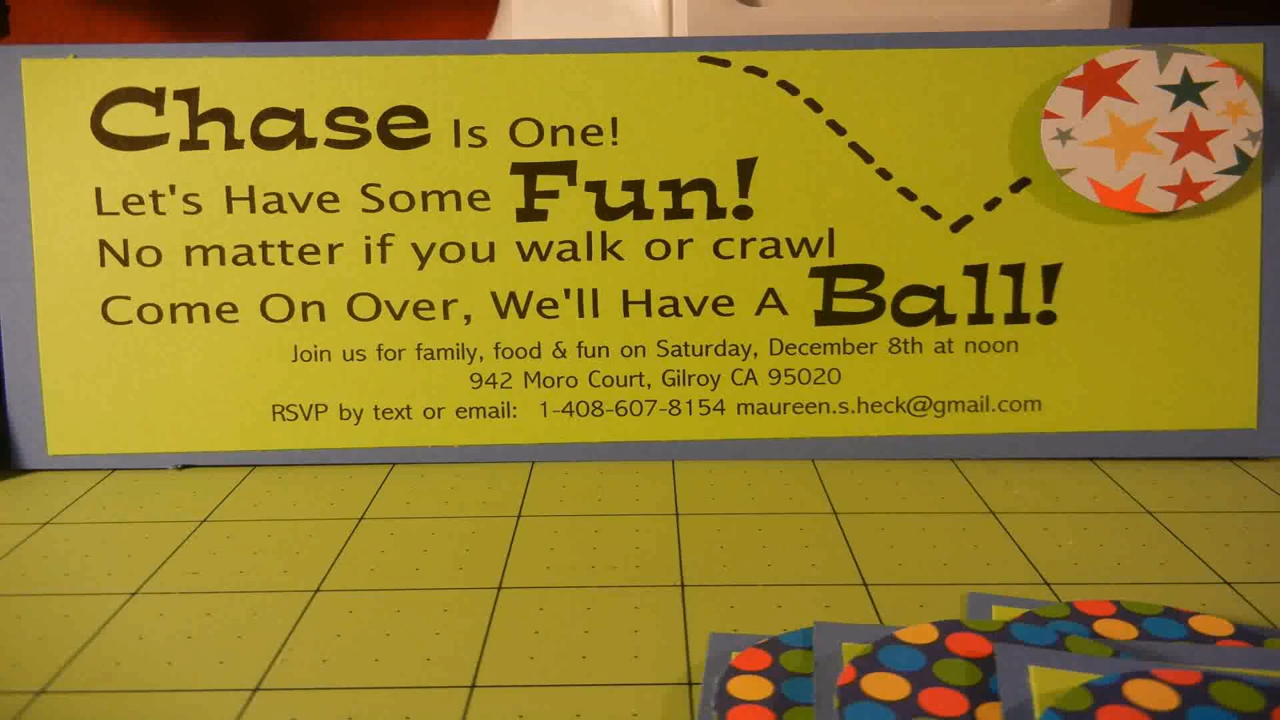 Chase Is One!
Let's Have Some Fun!
No matter if you walk or crawl
Come On Over, We'll Have A Ball!
Join us for family, food & fun on Saturday, December 8th at noon
942 Moro Court, Gilroy CA 95020
RSVP by text or email: 1-408-607-8154 maureen.s.heck@gmail.com